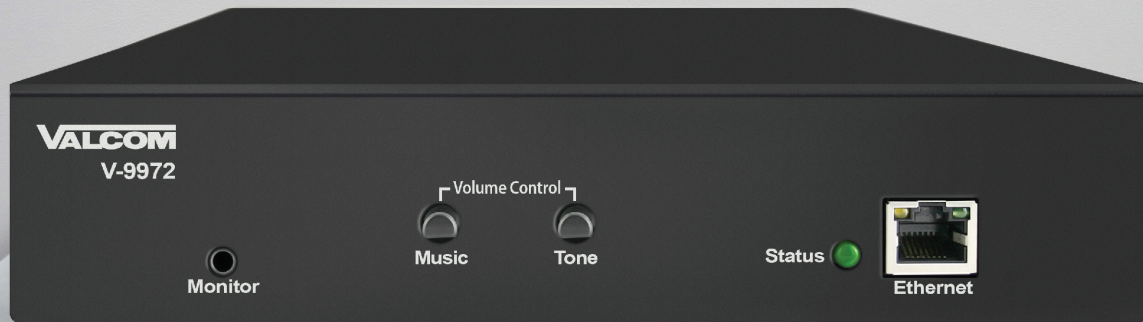 VALCOM
V-9972
Volume Control
Music
Tone
Monitor
Status
Ethernet